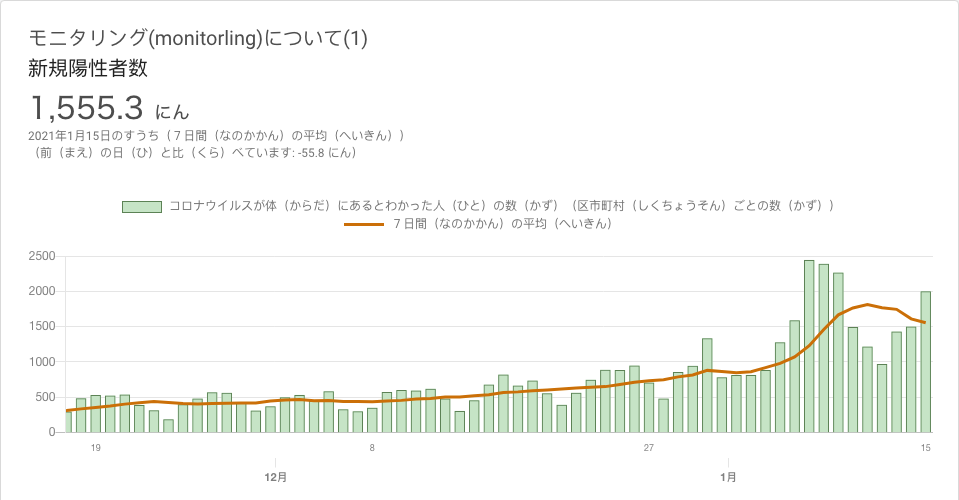 モニタリング(monitorling)について(1)
新規陽性者数
1,555.3 にん
2021年1月15日のすうち（７日間（なのかかん）の平均（へいきん））
（前（まえ）の日（ひ）と比（くら）べています: -55.8 にん）
コロナウイルスが体（からだ）にあるとわかった人（ひと）の数（かず）（区市町村（しくちょうそん）ごとの数（かず））
７日間（なのかかん）の平均（へいきん）
2500
2000
1500
1000
500
0
19 8 27 15
12月 1月